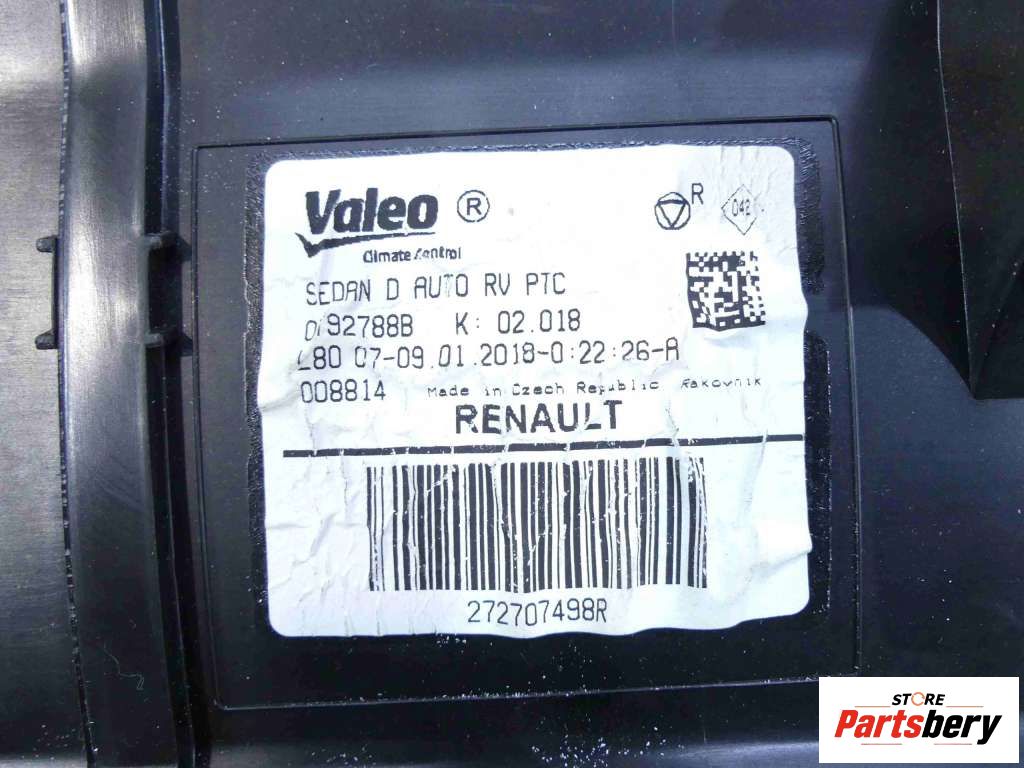 Valeo ®
Climate Control
R 042
SEDAN D AUTO RV PTC
92788B K: 02.018
L80 07-09.01.2018-0:22:26-A
008814 Made in Czech Republic Rakovnik
RENAULT
272707498R
STORE
Partsbery